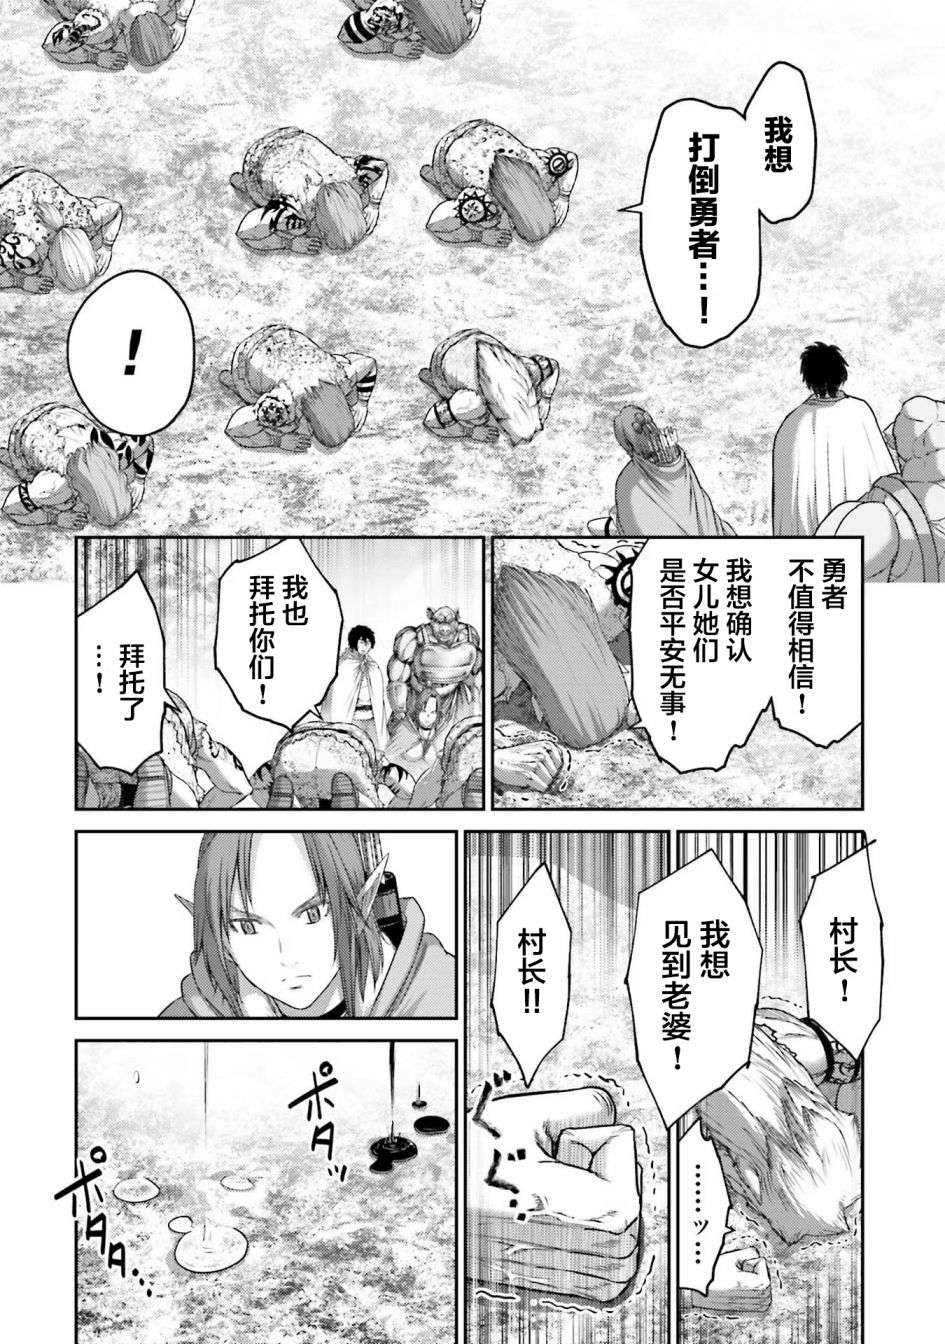 我想
打倒勇者…！
！
勇者
不值得相信！
我想确认
女儿她们
是否平安无事！
我也
拜托你们！
拜托了
…！
村长！
……ッ…
我想
见到老婆！
村长!!
グッ
ポタッ
ポタタ…